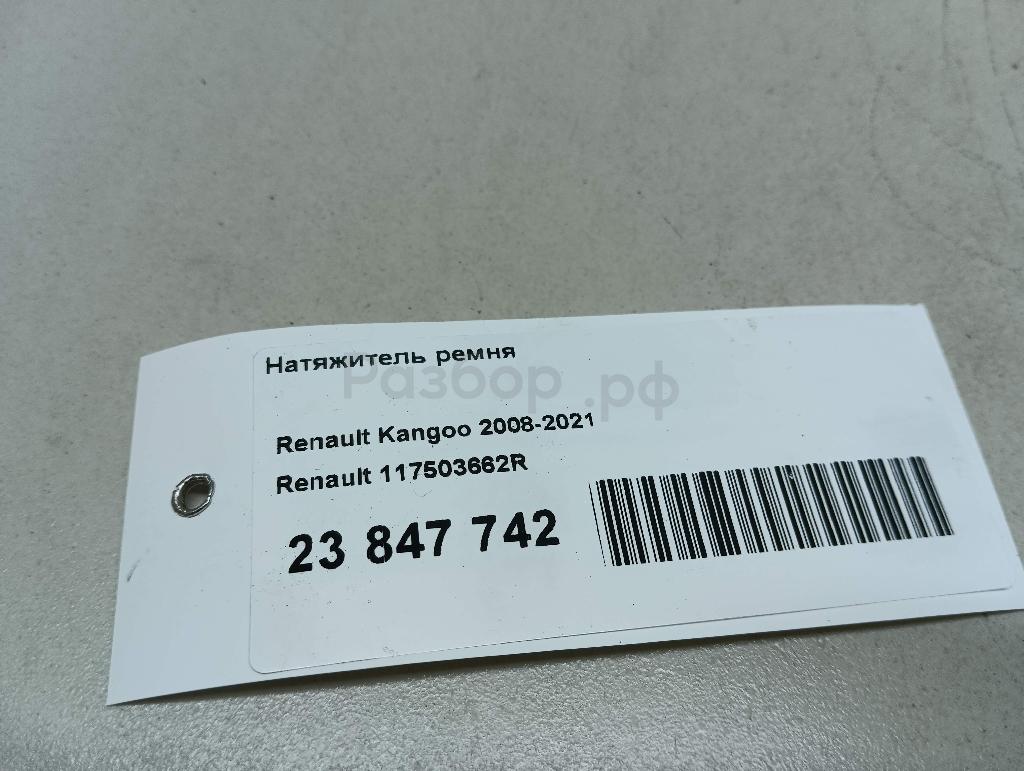 Натяжитель ремня
Разбор.рф
Renault Kangoo 2008-2021
Renault 117503662R
23 847 742